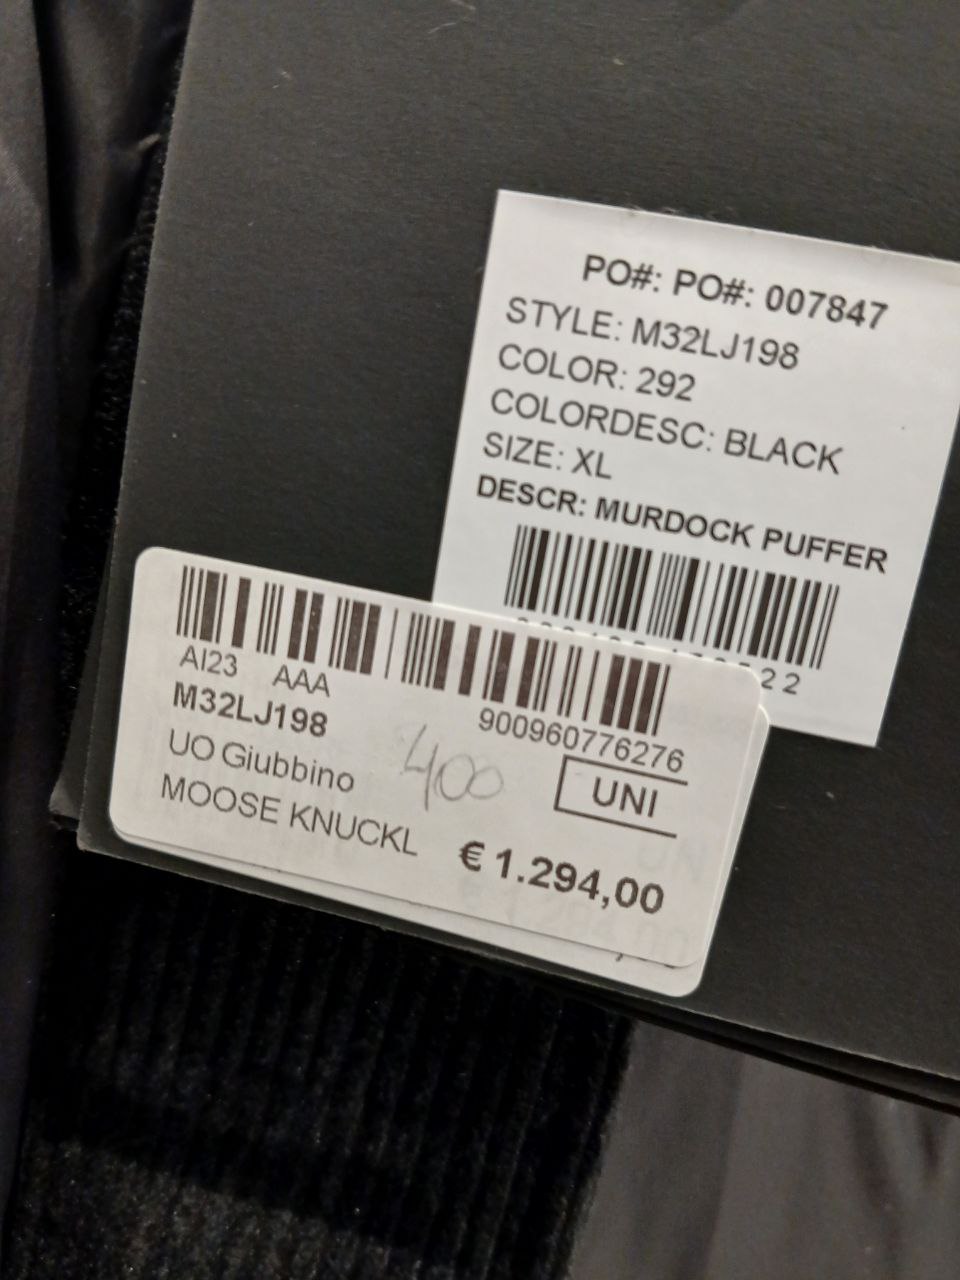 PO#: PO#: 007847
STYLE: M32LJ198
COLOR: 292
COLORDESC: BLACK
SIZE: XL
DESCR: MURDOCK PUFFER
22
AI23 AAA
900960776276
M32LJ198
UO Giubbino
400
UNI
MOOSE KNUCKL
€ 1.294,00